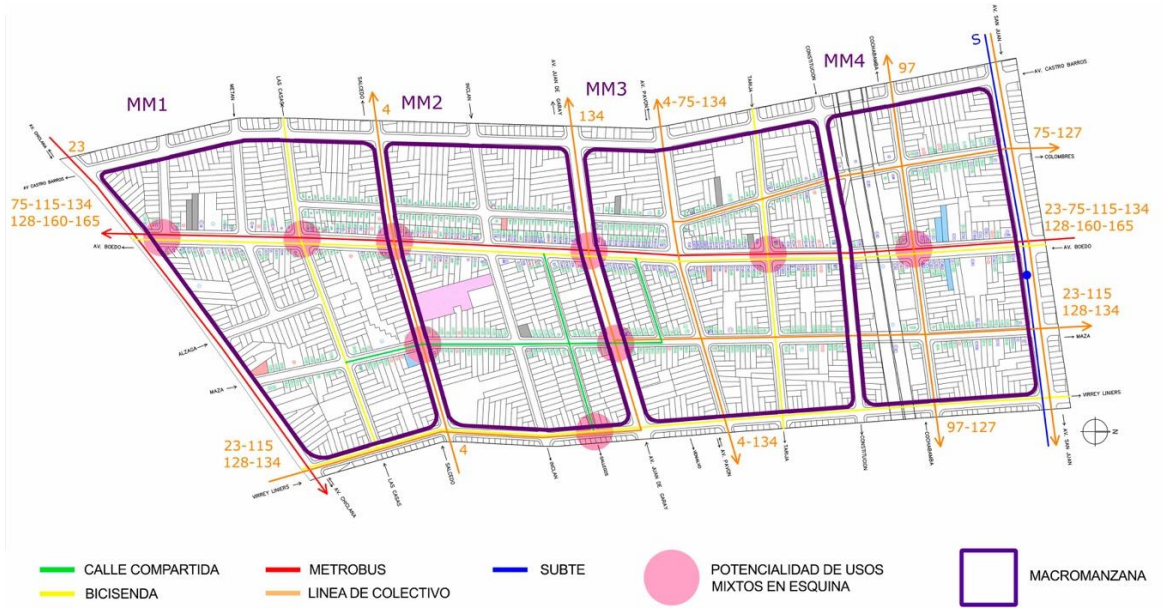 S
AV. SAN JUAN
AV. CASTRO BARROS
COCHABAMBA
97
CONSTITUCION
MM4
TARIJA
AV. PAVON
4-75-134
MM3
AV. JUAN DE GARAY
134
INCLAN
MM2
SALCEDO
4
LAS CASAS
METAN
MM1
AV. CHICLANA
23
AV CASTRO BARROS
75-127
COLOMBRES
75-115-134
128-160-165
AV. BOEDO
23-75-115-134
128-160-165
AV. BOEDO
23-115
128-134
MAZA
ALZAGA
MAZA
VIRREY LINIERS
23-115
128-134
VIRREY LINIERS
AV. CHICLANA
LAS CASAS
SALCEDO
4
INCLAN
AV. JUAN DE GARAY
4-134
AV. PAVON
TARIJA
CONSTITUCION
COCHABAMBA
97-127
AV. SAN JUAN
N
CALLE COMPARTIDA
BICISENDA
METROBUS
LINEA DE COLECTIVO
SUBTE
POTENCIALIDAD DE USOS
MIXTOS EN ESQUINA
MACROMANZANA